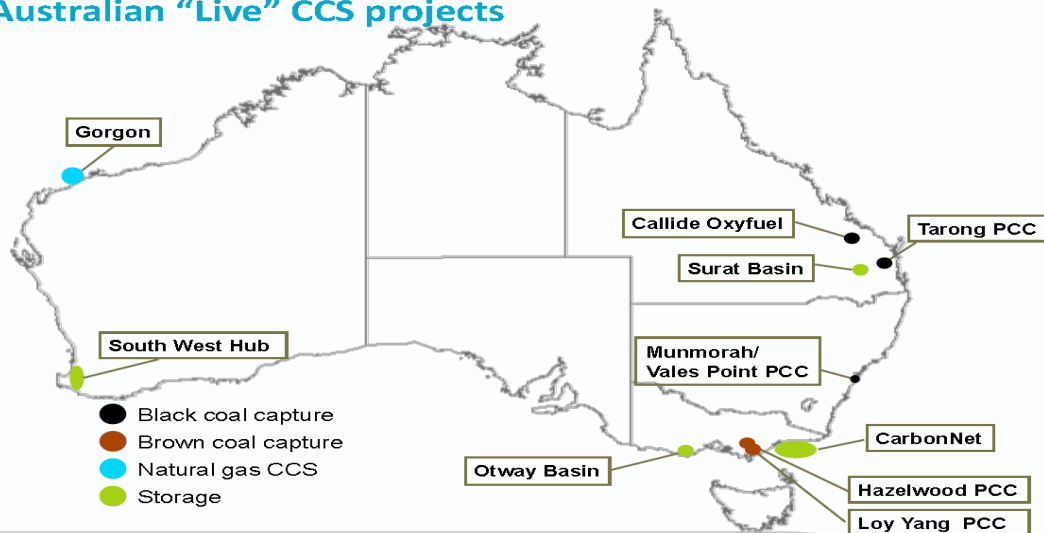 Australian “Live” CCS projects
Gorgon
Callide Oxyfuel
Tarong PCC
Surat Basin
South West Hub
Munmorah/
Vales Point PCC
Black coal capture
Brown coal capture
Natural gas CCS
Storage
CarbonNet
Otway Basin
Hazelwood PCC
Loy Yang PCC